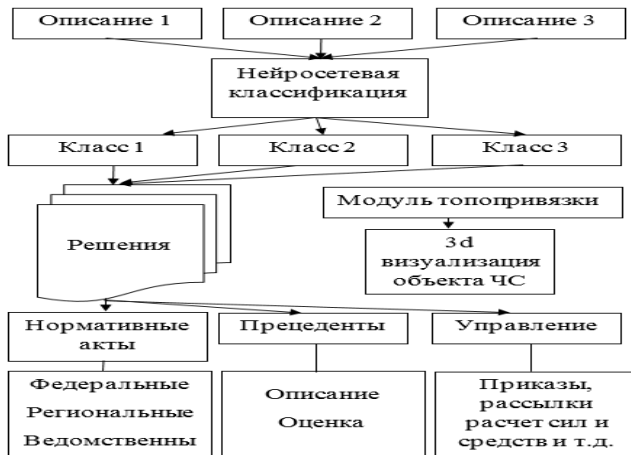 Описание 1
Описание 2
Описание 3
Нейросетевая
классификация
Класс 1
Класс 2
Класс 3
Модуль топопривязки
Решения
3d
визуализация
объекта ЧС
Нормативные
акты
Прецеденты
Управление
Федеральные
Региональные
Ведомственны
Описание
Оценка
Приказы,
рассылки
расчет сил и
средств и т.д.